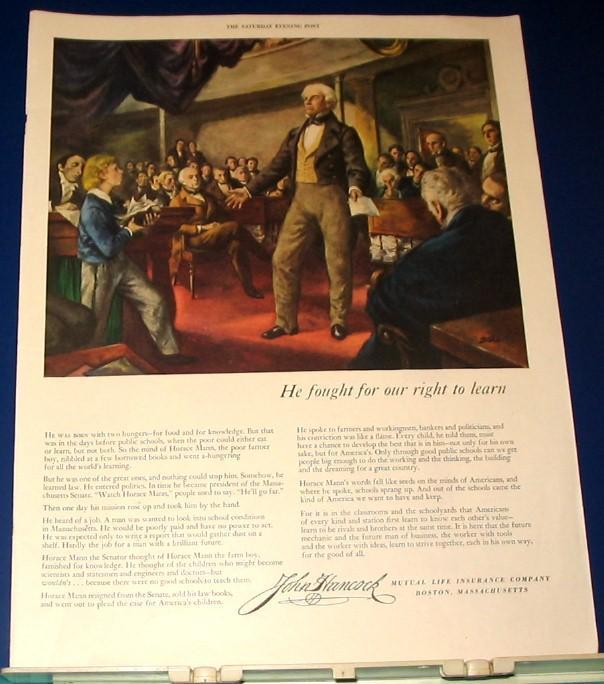 THE SATURDAY EVENING POST
He fought for our right to learn
HE WAS BORN with two hungers—for food and for knowledge. But that
was in the days before public schools, when the poor could either eat
or learn, but not both. So the mind of Horace Mann, the poor farmer
boy, nibbled at a few borrowed books and went a-hungering
for all the world's learning.
But he was one of the great ones, and nothing could stop him. Somehow, he
learned law. He entered politics. In time he became president of the Massa-
chusetts Senate. "Watch Horace Mann," people used to say. "He'll go far."
Then one day his mission rose up and took him by the hand.
He heard of a job. A man was wanted to look into school conditions
in Massachusetts. He would be poorly paid and have no power to act.
He was expected only to write a report that would gather dust on a
shelf. Hardly the job for a man with a brilliant future.
Horace Mann the Senator thought of Horace Mann the farm boy,
famished for knowledge. He thought of the children who might become
scientists and statesmen and engineers and doctors—but
wouldn't . . . because there were no good schools to teach them.
Horace Mann resigned from the Senate, sold his law books,
and went out to plead the case for America's children.
He spoke to farmers and workingmen, bankers and politicians, and
his conviction was like a flame. Every child, he told them, must
have a chance to develop the best that is in him—not only for his own
sake, but for America's. Only through good public schools can we get
people big enough to do the working and the thinking, the building
and the dreaming for a great country.
Horace Mann's words fell like seeds on the minds of Americans, and
where he spoke, schools sprang up. And out of the schools came the
kind of America we want to have and keep.
For it is in the classrooms and the schoolyards that Americans
of every kind and station first learn to know each other's value—
learn to be rivals and brothers at the same time. It is here that the future
mechanic and the future man of business, the worker with tools
and the worker with ideas, learn to strive together, each in his own way,
for the good of all.
John Hancock MUTUAL LIFE INSURANCE COMPANY
BOSTON, MASSACHUSETTS